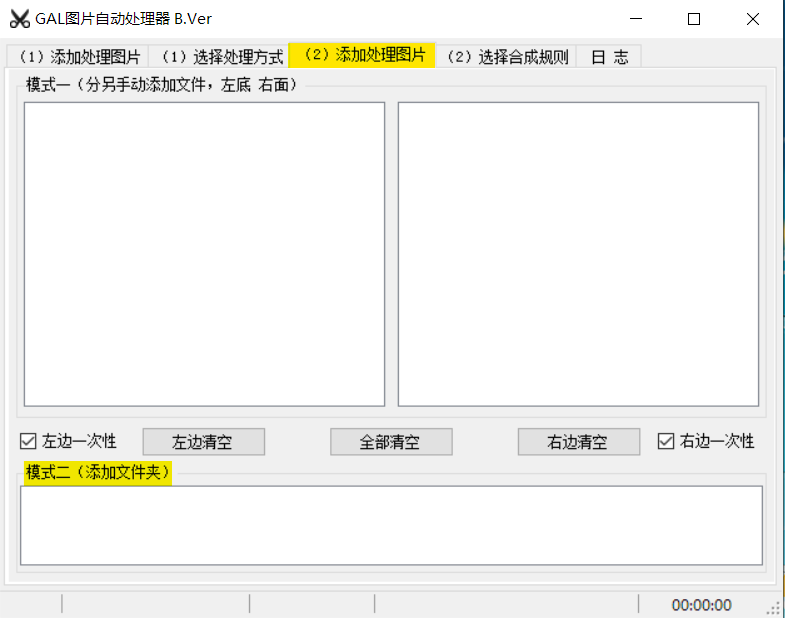 GAL图片自动处理器 B.Ver
（1）添加处理图片 （1）选择处理方式 （2）添加处理图片 （2）选择合成规则 日 志
模式一（分另手动添加文件，左底 右面）
左边一次性 左边清空 全部清空 右边清空 右边一次性
模式二（添加文件夹）
00:00:00